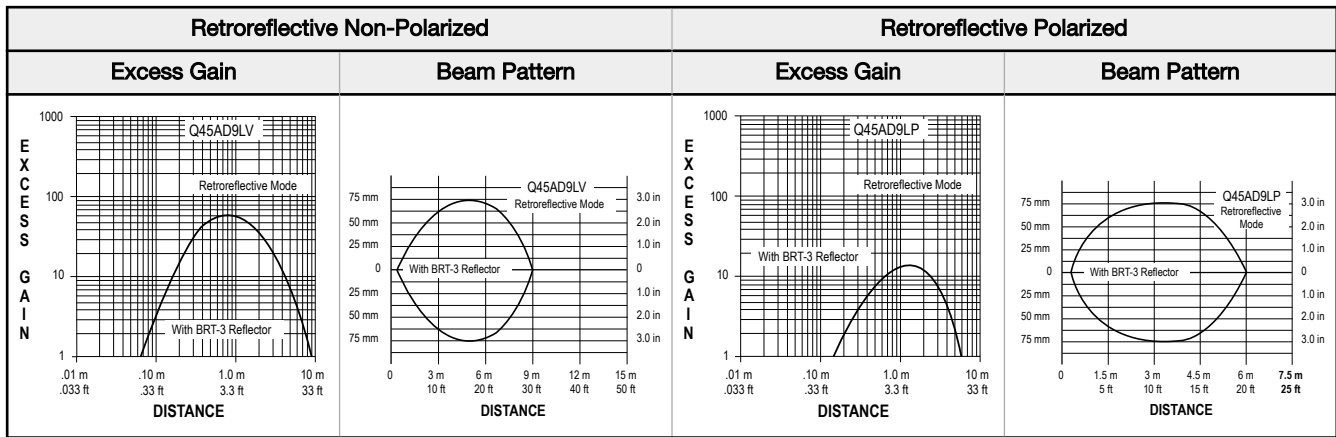 Retroreflective Non-Polarized
Retroreflective Polarized
Excess Gain
Beam Pattern
Excess Gain
Beam Pattern
EXCESS GAIN
1000
100
10
1
Q45AD9LV
Retroreflective Mode
With BRT-3 Reflector
.01 m .10 m 1.0 m 10 m
.033 ft .33 ft 3.3 ft 33 ft
DISTANCE
75 mm
50 mm
25 mm
0
25 mm
50 mm
75 mm
Q45AD9LV
Retroreflective Mode
With BRT-3 Reflector
3.0 in
2.0 in
1.0 in
0
1.0 in
2.0 in
3.0 in
0 3 m 6 m 9 m 12 m 15 m
10 ft 20 ft 30 ft 40 ft 50 ft
DISTANCE
EXCESS GAIN
1000
100
10
1
Q45AD9LP
Retroreflective Mode
With BRT-3 Reflector
.01 m .10 m 1.0 m 10 m
.033 ft .33 ft 3.3 ft 33 ft
DISTANCE
75 mm
50 mm
25 mm
0
25 mm
50 mm
75 mm
Q45AD9LP
Retroreflective
Mode
With BRT-3 Reflector
3.0 in
2.0 in
1.0 in
0
1.0 in
2.0 in
3.0 in
0 1.5 m 3 m 4.5 m 6 m 7.5 m
5 ft 10 ft 15 ft 20 ft 25 ft
DISTANCE